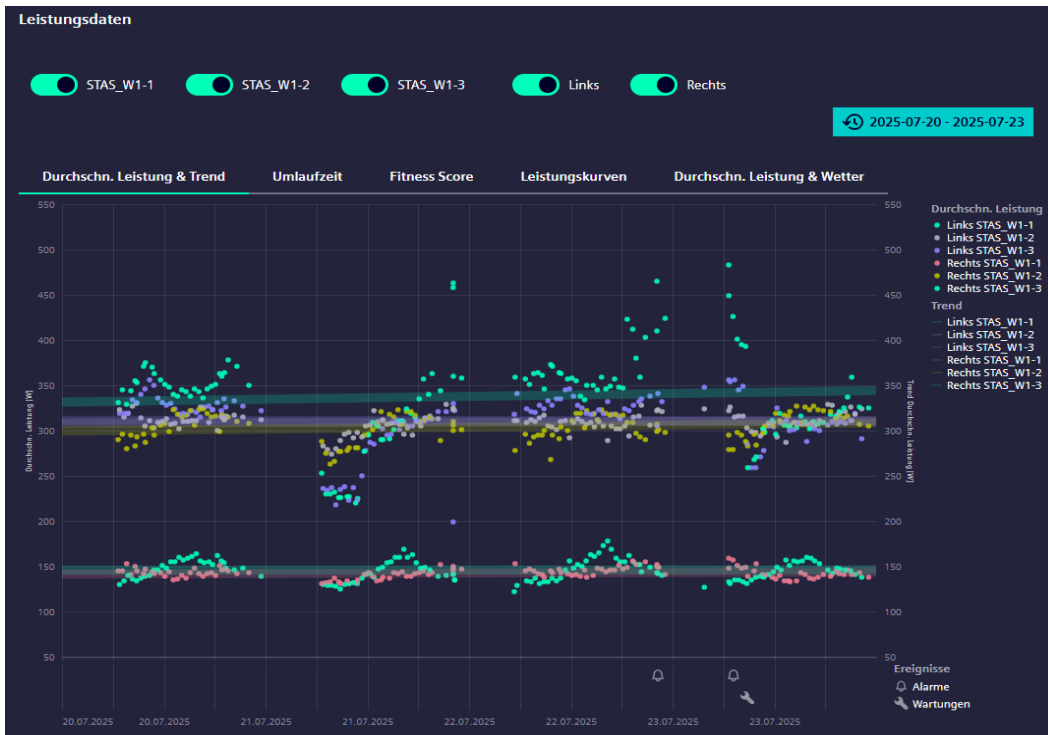 Leistungsdaten
STAS_W1-1 STAS_W1-2 STAS_W1-3 Links Rechts
2025-07-20 - 2025-07-23
Durchschn. Leistung & Trend Umlaufzeit Fitness Score Leistungskurven Durchschn. Leistung & Wetter
550 550
500 500
450 450
400 400
350 350
300 300
250 250
200 200
150 150
100 100
50 50
Durchschn. Leistung [W]
Trend Durchschn. Leistung [W]
Durchschn. Leistung
Links STAS_W1-1
Links STAS_W1-2
Links STAS_W1-3
Rechts STAS_W1-1
Rechts STAS_W1-2
Rechts STAS_W1-3
Trend
Links STAS_W1-1
Links STAS_W1-2
Links STAS_W1-3
Rechts STAS_W1-1
Rechts STAS_W1-2
Rechts STAS_W1-3
Ereignisse
Alarme
Wartungen
20.07.2025 20.07.2025 21.07.2025 21.07.2025 22.07.2025 22.07.2025 23.07.2025 23.07.2025